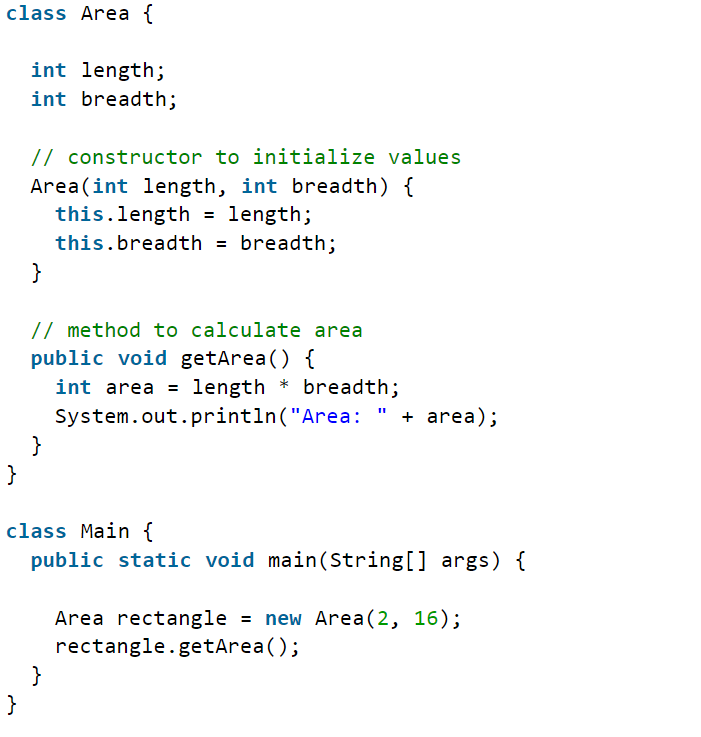 class Area {
int length;
int breadth;
// constructor to initialize values
Area(int length, int breadth) {
this.length = length;
this.breadth = breadth;
}
// method to calculate area
public void getArea() {
int area = length * breadth;
System.out.println("Area: " + area);
}
}
class Main {
public static void main(String[] args) {
Area rectangle = new Area(2, 16);
rectangle.getArea();
}
}